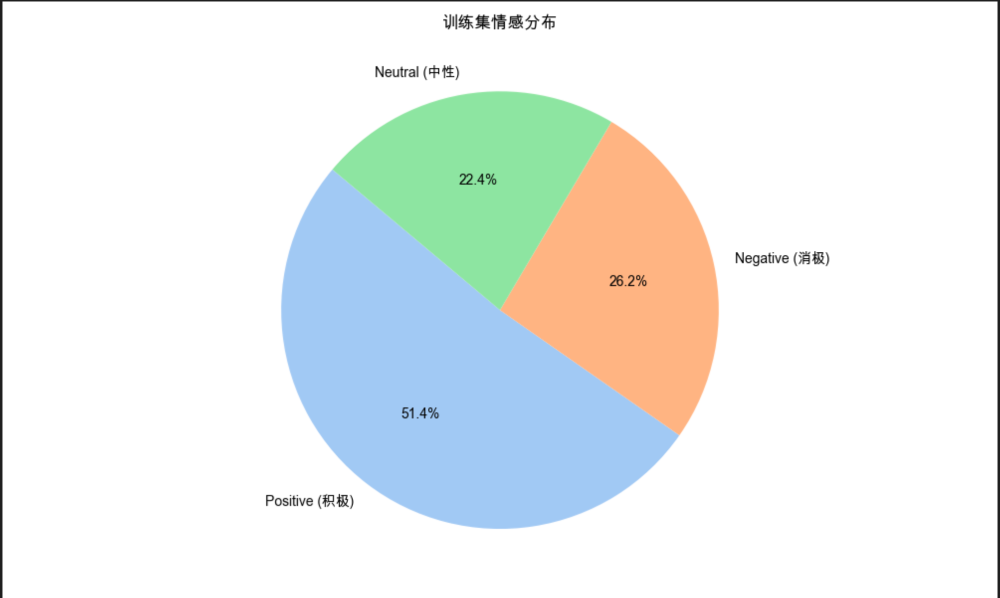 训练集情感分布
Neutral (中性)
22.4%
Negative (消极)
26.2%
51.4%
Positive (积极)